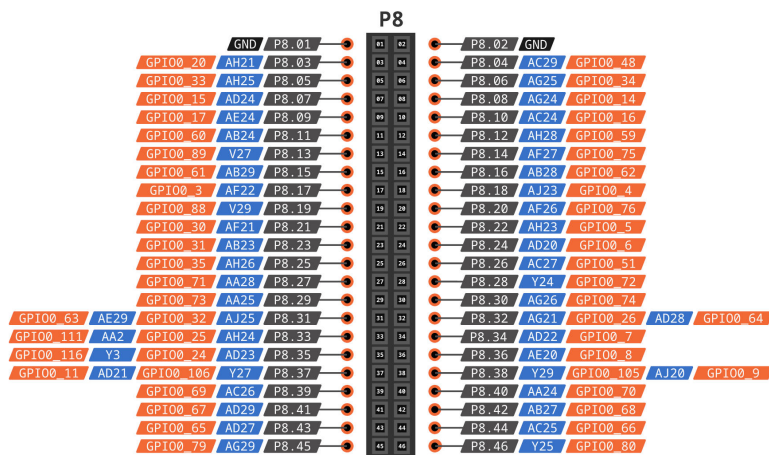 P8
GND P8.01 01 02 P8.02 GND
GPIO0_20 AH21 P8.03 03 04 P8.04 AC29 GPIO0_48
GPIO0_33 AH25 P8.05 05 06 P8.06 AG25 GPIO0_34
GPIO0_15 AD24 P8.07 07 08 P8.08 AG24 GPIO0_14
GPIO0_17 AE24 P8.09 09 10 P8.10 AC24 GPIO0_16
GPIO0_60 AB24 P8.11 11 12 P8.12 AH28 GPIO0_59
GPIO0_89 V27 P8.13 13 14 P8.14 AF27 GPIO0_75
GPIO0_61 AB29 P8.15 15 16 P8.16 AB28 GPIO0_62
GPIO0_3 AF22 P8.17 17 18 P8.18 AJ23 GPIO0_4
GPIO0_88 V29 P8.19 19 20 P8.20 AF26 GPIO0_76
GPIO0_30 AF21 P8.21 21 22 P8.22 AH23 GPIO0_5
GPIO0_31 AB23 P8.23 23 24 P8.24 AD20 GPIO0_6
GPIO0_35 AH26 P8.25 25 26 P8.26 AC27 GPIO0_51
GPIO0_71 AA28 P8.27 27 28 P8.28 Y24 GPIO0_72
GPIO0_73 AA25 P8.29 29 30 P8.30 AG26 GPIO0_74
GPIO0_63 AE29 GPIO0_32 AJ25 P8.31 31 32 P8.32 AG21 GPIO0_26 AD28 GPIO0_64
GPIO0_111 AA2 GPIO0_25 AH24 P8.33 33 34 P8.34 AD22 GPIO0_7
GPIO0_116 Y3 GPIO0_24 AD23 P8.35 35 36 P8.36 AE20 GPIO0_8
GPIO0_11 AD21 GPIO0_106 Y27 P8.37 37 38 P8.38 Y29 GPIO0_105 AJ20 GPIO0_9
GPIO0_69 AC26 P8.39 39 40 P8.40 AA24 GPIO0_70
GPIO0_67 AD29 P8.41 41 42 P8.42 AB27 GPIO0_68
GPIO0_65 AD27 P8.43 43 44 P8.44 AC25 GPIO0_66
GPIO0_79 AG29 P8.45 45 46 P8.46 Y25 GPIO0_80